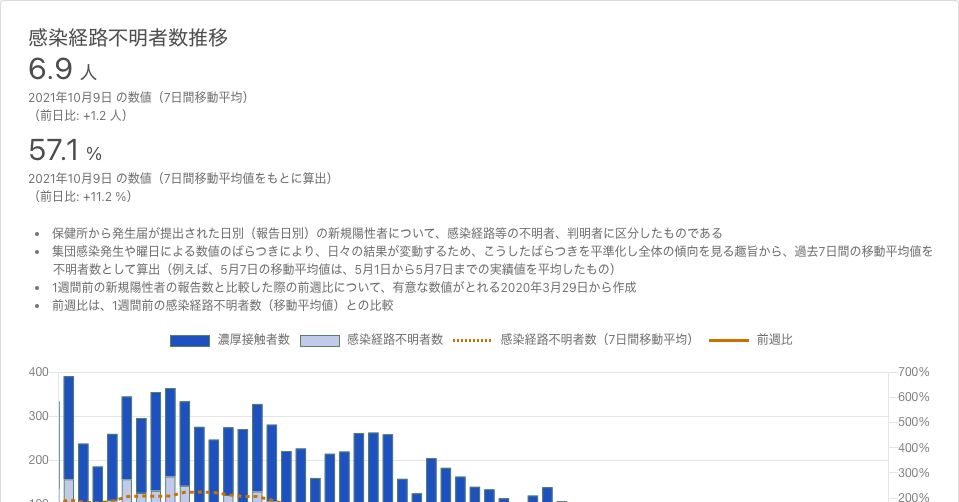 感染経路不明者数推移
6.9 人
2021年10月9日 の数値（7日間移動平均）
（前日比: +1.2 人）
57.1 %
2021年10月9日 の数値（7日間移動平均値をもとに算出）
（前日比: +11.2 %）
• 保健所から発生届が提出された日別（報告日別）の新規陽性者について、感染経路等の不明者、判明者に区分したものである
• 集団感染発生や曜日による数値のばらつきにより、日々の結果が変動するため、こうしたばらつきを平準化し全体の傾向を見る趣旨から、過去7日間の移動平均値を
不明者数として算出（例えば、5月7日の移動平均値は、5月1日から5月7日までの実績値を平均したもの）
• 1週間前の新規陽性者の報告数と比較した際の前週比について、有意な数値がとれる2020年3月29日から作成
• 前週比は、1週間前の感染経路不明者数（移動平均値）との比較
濃厚接触者数 感染経路不明者数 感染経路不明者数（7日間移動平均） 前週比
400 700%
600%
300 500%
400%
200
300%
100 200%